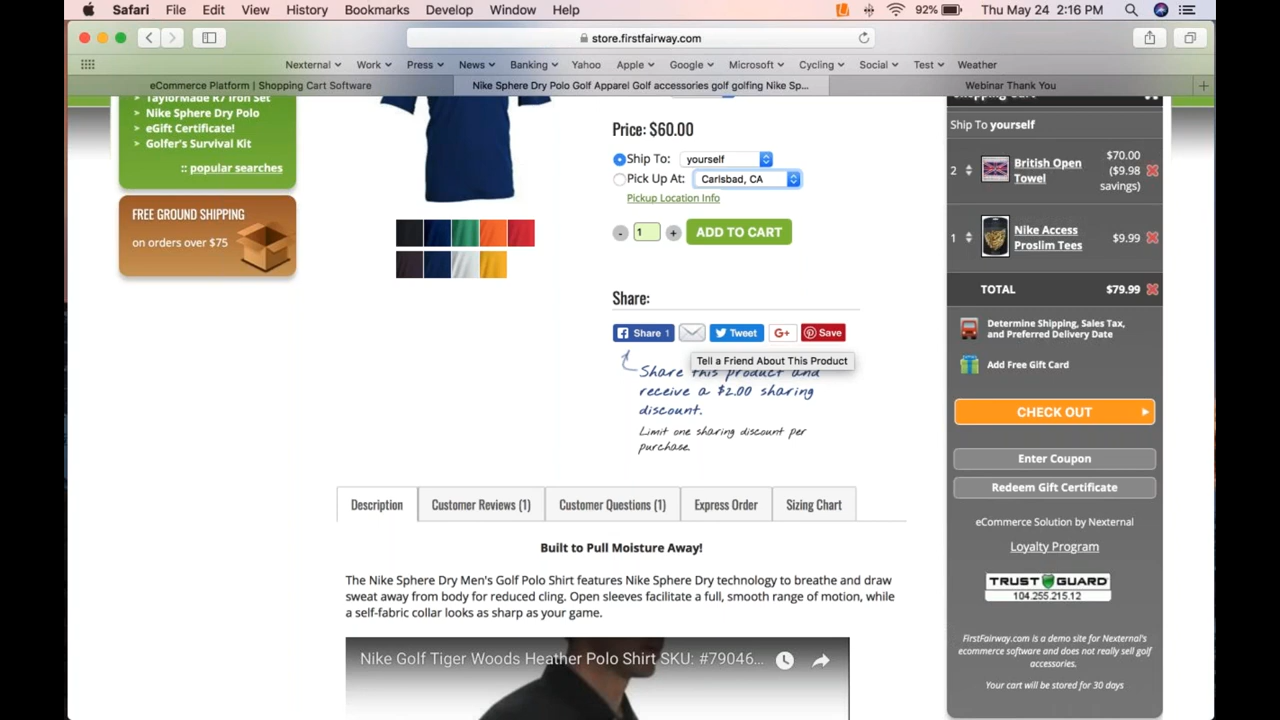 Safari File Edit View History Bookmarks Develop Window Help 92% Thu May 24 2:16 PM
store.firstfairway.com
Nexternal Work Press News Banking Yahoo Apple Google Microsoft Cycling Social Test Weather
eCommerce Platform | Shopping Cart Software
Nike Sphere Dry Polo Golf Apparel Golf accessories golf golfing Nike Sp...
Webinar Thank You
> TaylorMade R7 Iron Set
> Nike Sphere Dry Polo
> eGift Certificate!
> Golfer's Survival Kit
:: popular searches
FREE GROUND SHIPPING
on orders over $75
Price: $60.00
Ship To: yourself
Pick Up At: Carlsbad, CA
Pickup Location Info
- 1 + ADD TO CART
Share:
Share 1 Tweet G+ Save
Tell a Friend About This Product
Share this product and
receive a $2.00 sharing
discount.
Limit one sharing discount per
purchase.
Description Customer Reviews (1) Customer Questions (1) Express Order Sizing Chart
Built to Pull Moisture Away!
The Nike Sphere Dry Men's Golf Polo Shirt features Nike Sphere Dry technology to breathe and draw
sweat away from body for reduced cling. Open sleeves facilitate a full, smooth range of motion, while
a self-fabric collar looks as sharp as your game.
Nike Golf Tiger Woods Heather Polo Shirt SKU: #79046...
Shopping Cart
Ship To yourself
2 British Open
Towel
$70.00
($9.98
savings)
1 Nike Access
Proslim Tees
$9.99
TOTAL $79.99
Determine Shipping, Sales Tax,
and Preferred Delivery Date
Add Free Gift Card
CHECK OUT
Enter Coupon
Redeem Gift Certificate
eCommerce Solution by Nexternal
Loyalty Program
TRUST GUARD
104.255.215.12
FirstFairway.com is a demo site for Nexternal's
ecommerce software and does not really sell golf
accessories.
Your cart will be stored for 30 days